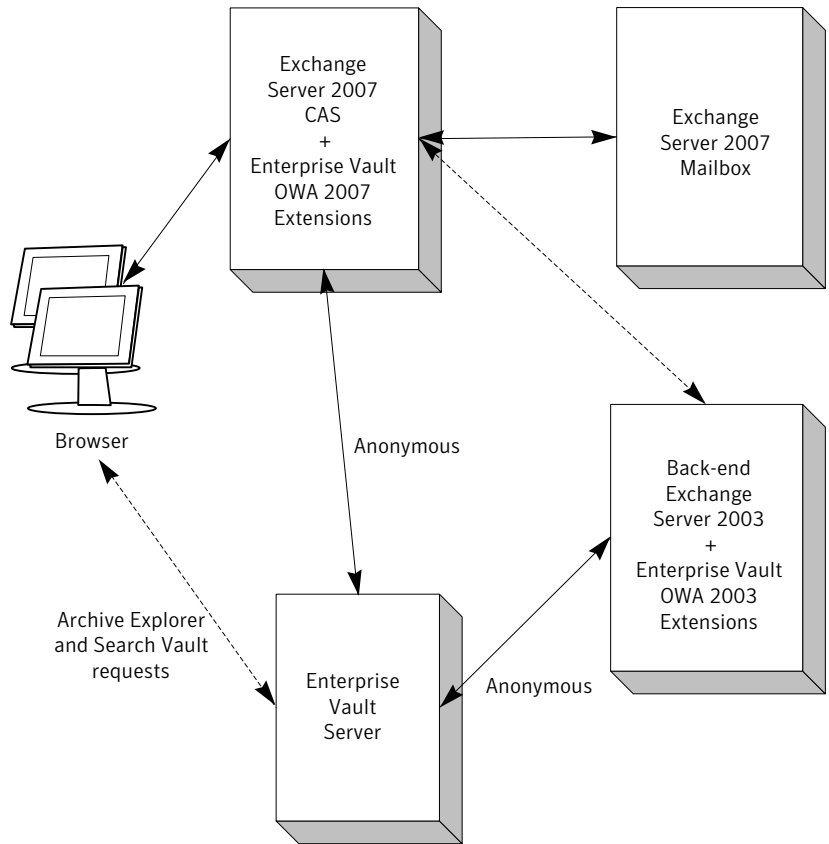 Exchange
Server 2007
CAS
+
Enterprise Vault
OWA 2007
Extensions
Exchange
Server 2007
Mailbox
Browser
Anonymous
Back-end
Exchange
Server 2003
+
Enterprise Vault
OWA 2003
Extensions
Archive Explorer
and Search Vault
requests
Enterprise
Vault
Server
Anonymous